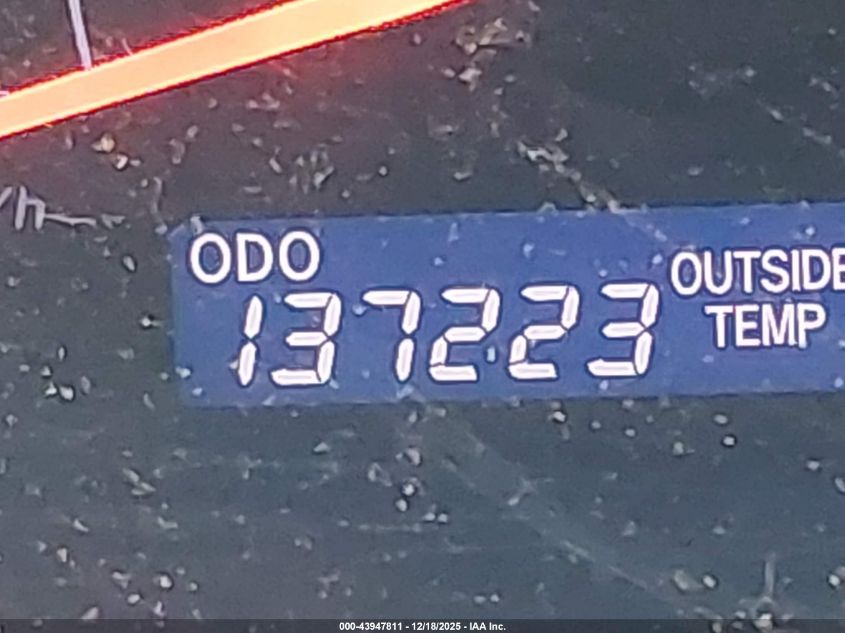 /h
ODO
137223
OUTSIDE
TEMP
000-43947811 - 12/18/2025 - IAA Inc.